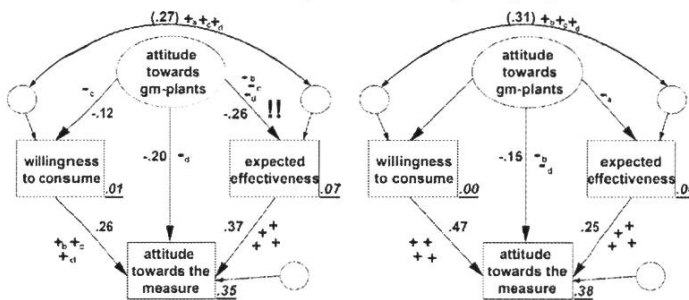 (.27) +a+c+d
attitude
towards
gm-plants
-c
-.12
-b
-c
-d
-.26 !!
willingness
to consume
.01
-.20
-d
expected
effectiveness
.07
+b +c
+d
.26
.37
+ +
+ +
attitude
towards the
measure
.35
(.31) +b+c+d
attitude
towards
gm-plants
-a
willingness
to consume
.00
-.15
-b
-d
expected
effectiveness
+ +
+ +
.47
.25
+ +
+ +
attitude
towards the
measure
.38